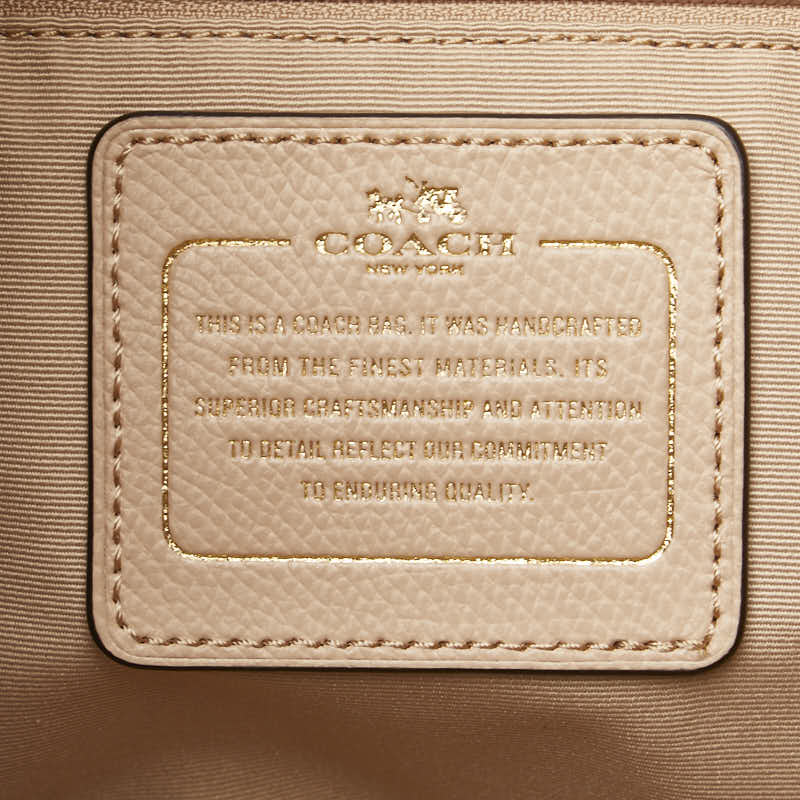 COACH
NEW YORK
THIS IS A COACH BAG. IT WAS HANDCRAFTED
FROM THE FINEST MATERIALS. ITS
SUPERIOR CRAFTSMANSHIP AND ATTENTION
TO DETAIL REFLECT OUR COMMITMENT
TO ENDURING QUALITY.